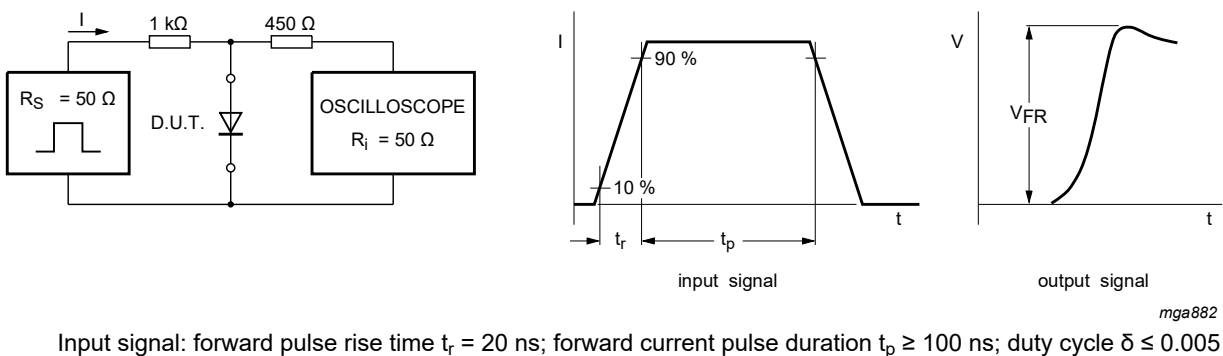 I
1 kΩ
450 Ω
R_S = 50 Ω
D.U.T.
OSCILLOSCOPE
R_i = 50 Ω
I
90 %
10 %
t
t_r
t_p
input signal
V
V_FR
t
output signal
mga882
Input signal: forward pulse rise time t_r = 20 ns; forward current pulse duration t_p ≥ 100 ns; duty cycle δ ≤ 0.005